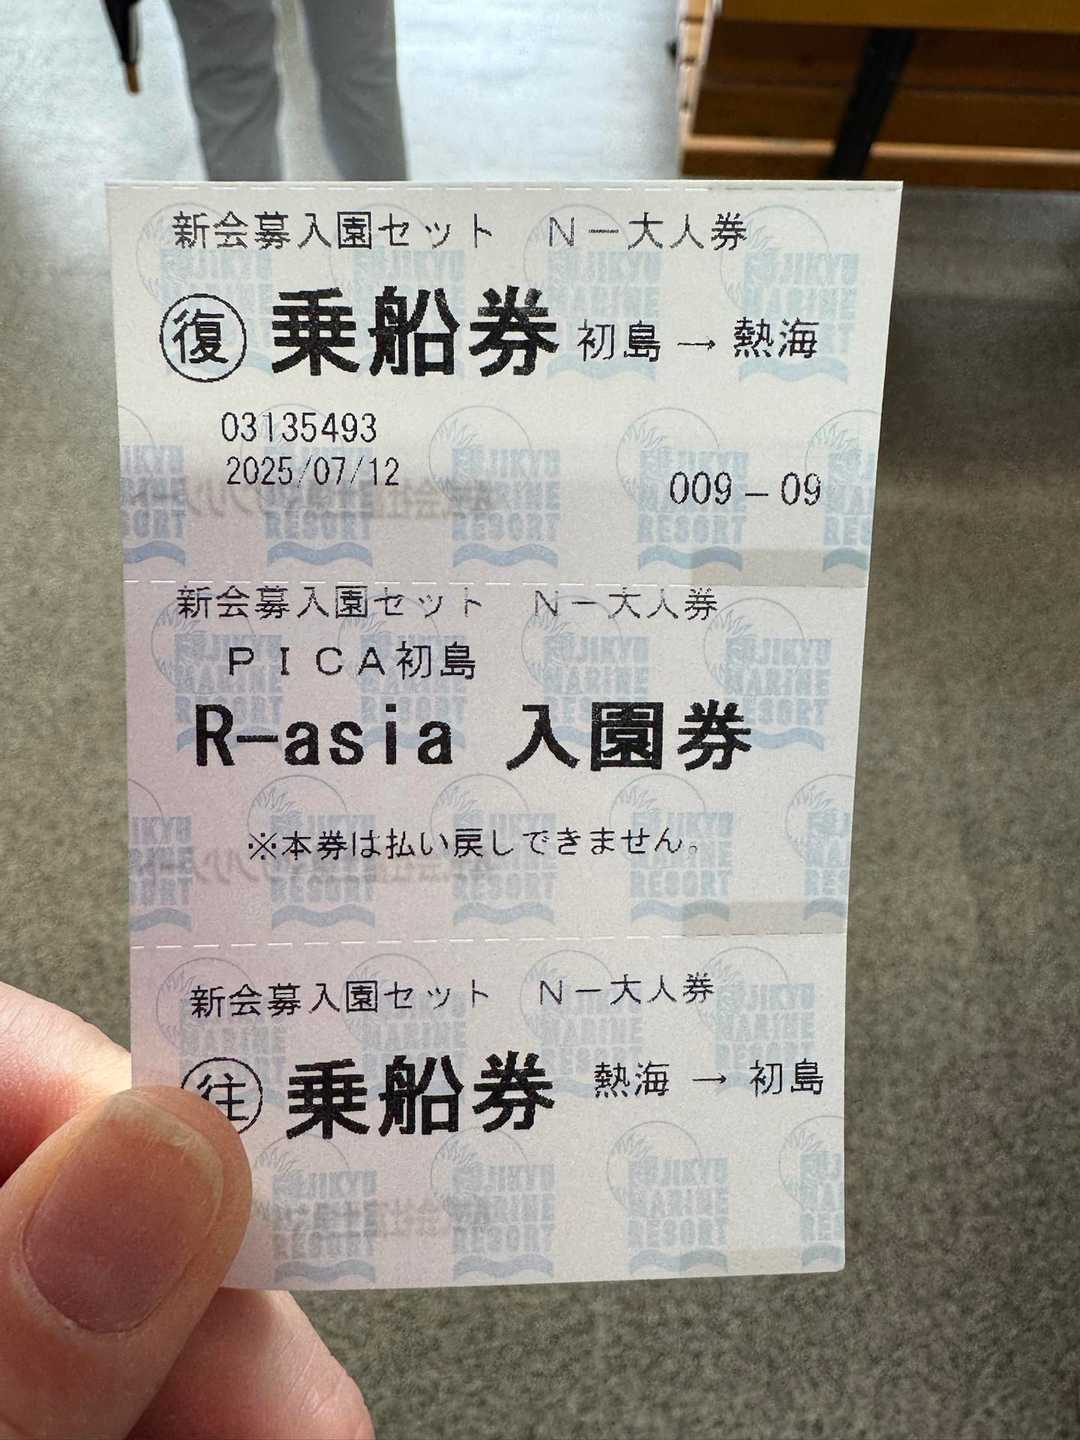 新会募入園セット N－大人券
復 乗船券 初島 → 熱海
03135493
2025/07/12
009－09
新会募入園セット N－大人券
PICA初島
R-asia 入園券
※本券は払い戻しできません。
新会募入園セット N－大人券
往 乗船券 熱海 → 初島
FUJIKYU
MARINE
RESORT